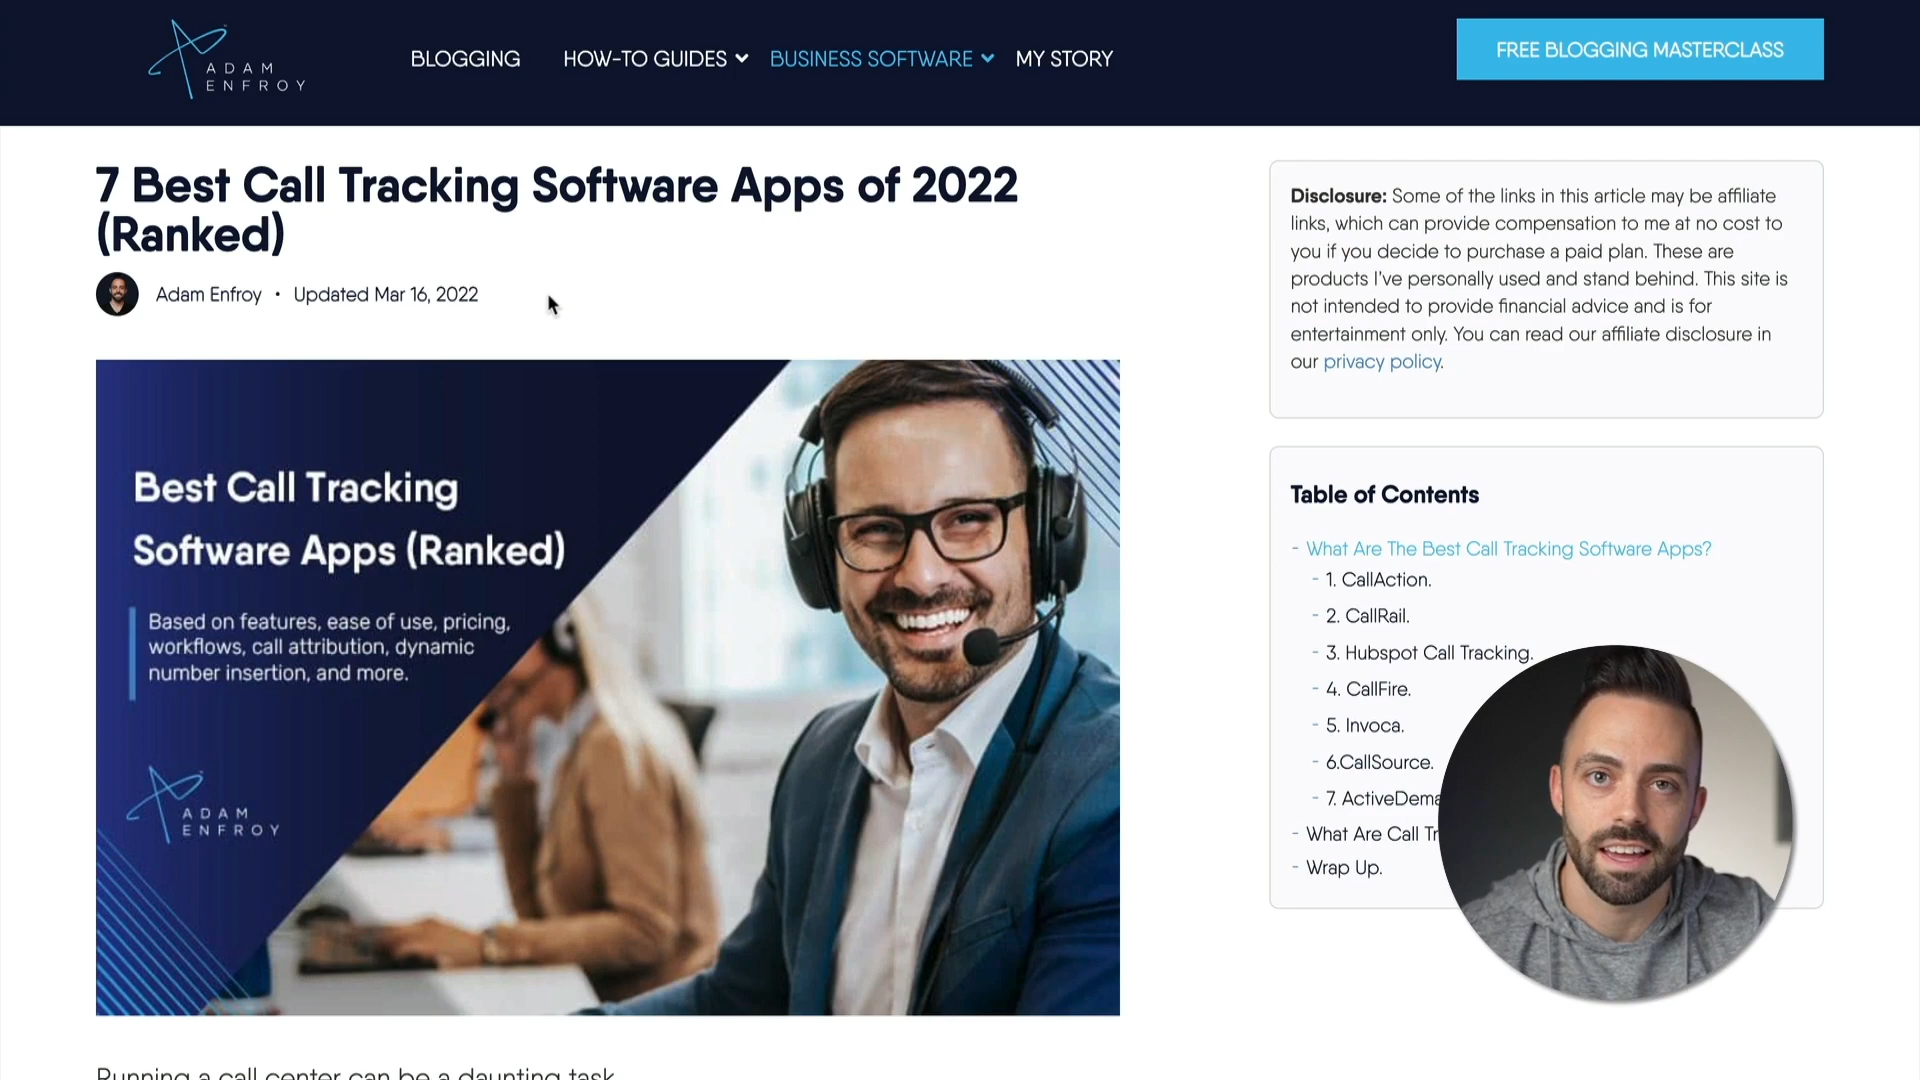 ADAM
ENFROY
BLOGGING
HOW-TO GUIDES
BUSINESS SOFTWARE
MY STORY
FREE BLOGGING MASTERCLASS
7 Best Call Tracking Software Apps of 2022
(Ranked)
Adam Enfroy • Updated Mar 16, 2022
Best Call Tracking
Software Apps (Ranked)
Based on features, ease of use, pricing,
workflows, call attribution, dynamic
number insertion, and more.
ADAM
ENFROY
Running a call center can be a daunting task
Disclosure: Some of the links in this article may be affiliate
links, which can provide compensation to me at no cost to
you if you decide to purchase a paid plan. These are
products I've personally used and stand behind. This site is
not intended to provide financial advice and is for
entertainment only. You can read our affiliate disclosure in
our privacy policy.
Table of Contents
- What Are The Best Call Tracking Software Apps?
- 1. CallAction.
- 2. CallRail.
- 3. Hubspot Call Tracking.
- 4. CallFire.
- 5. Invoca.
- 6.CallSource.
- 7. ActiveDema
- What Are Call Tr
- Wrap Up.